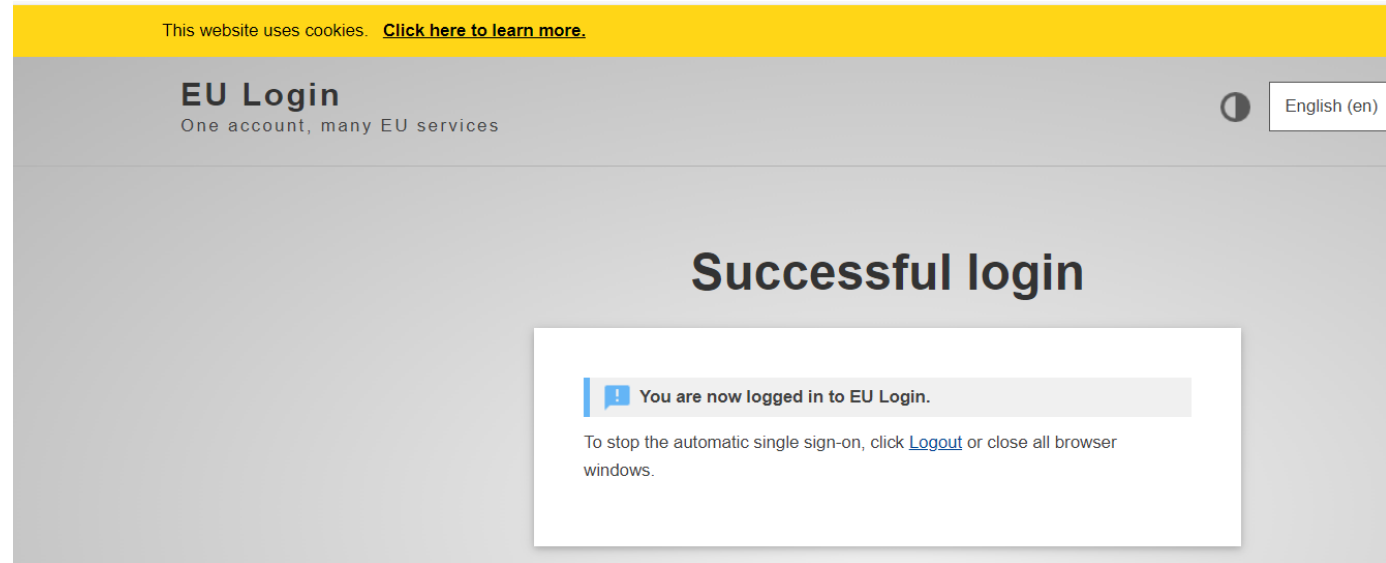 This website uses cookies. Click here to learn more.
EU Login
One account, many EU services
English (en)
Successful login
You are now logged in to EU Login.
To stop the automatic single sign-on, click Logout or close all browser
windows.